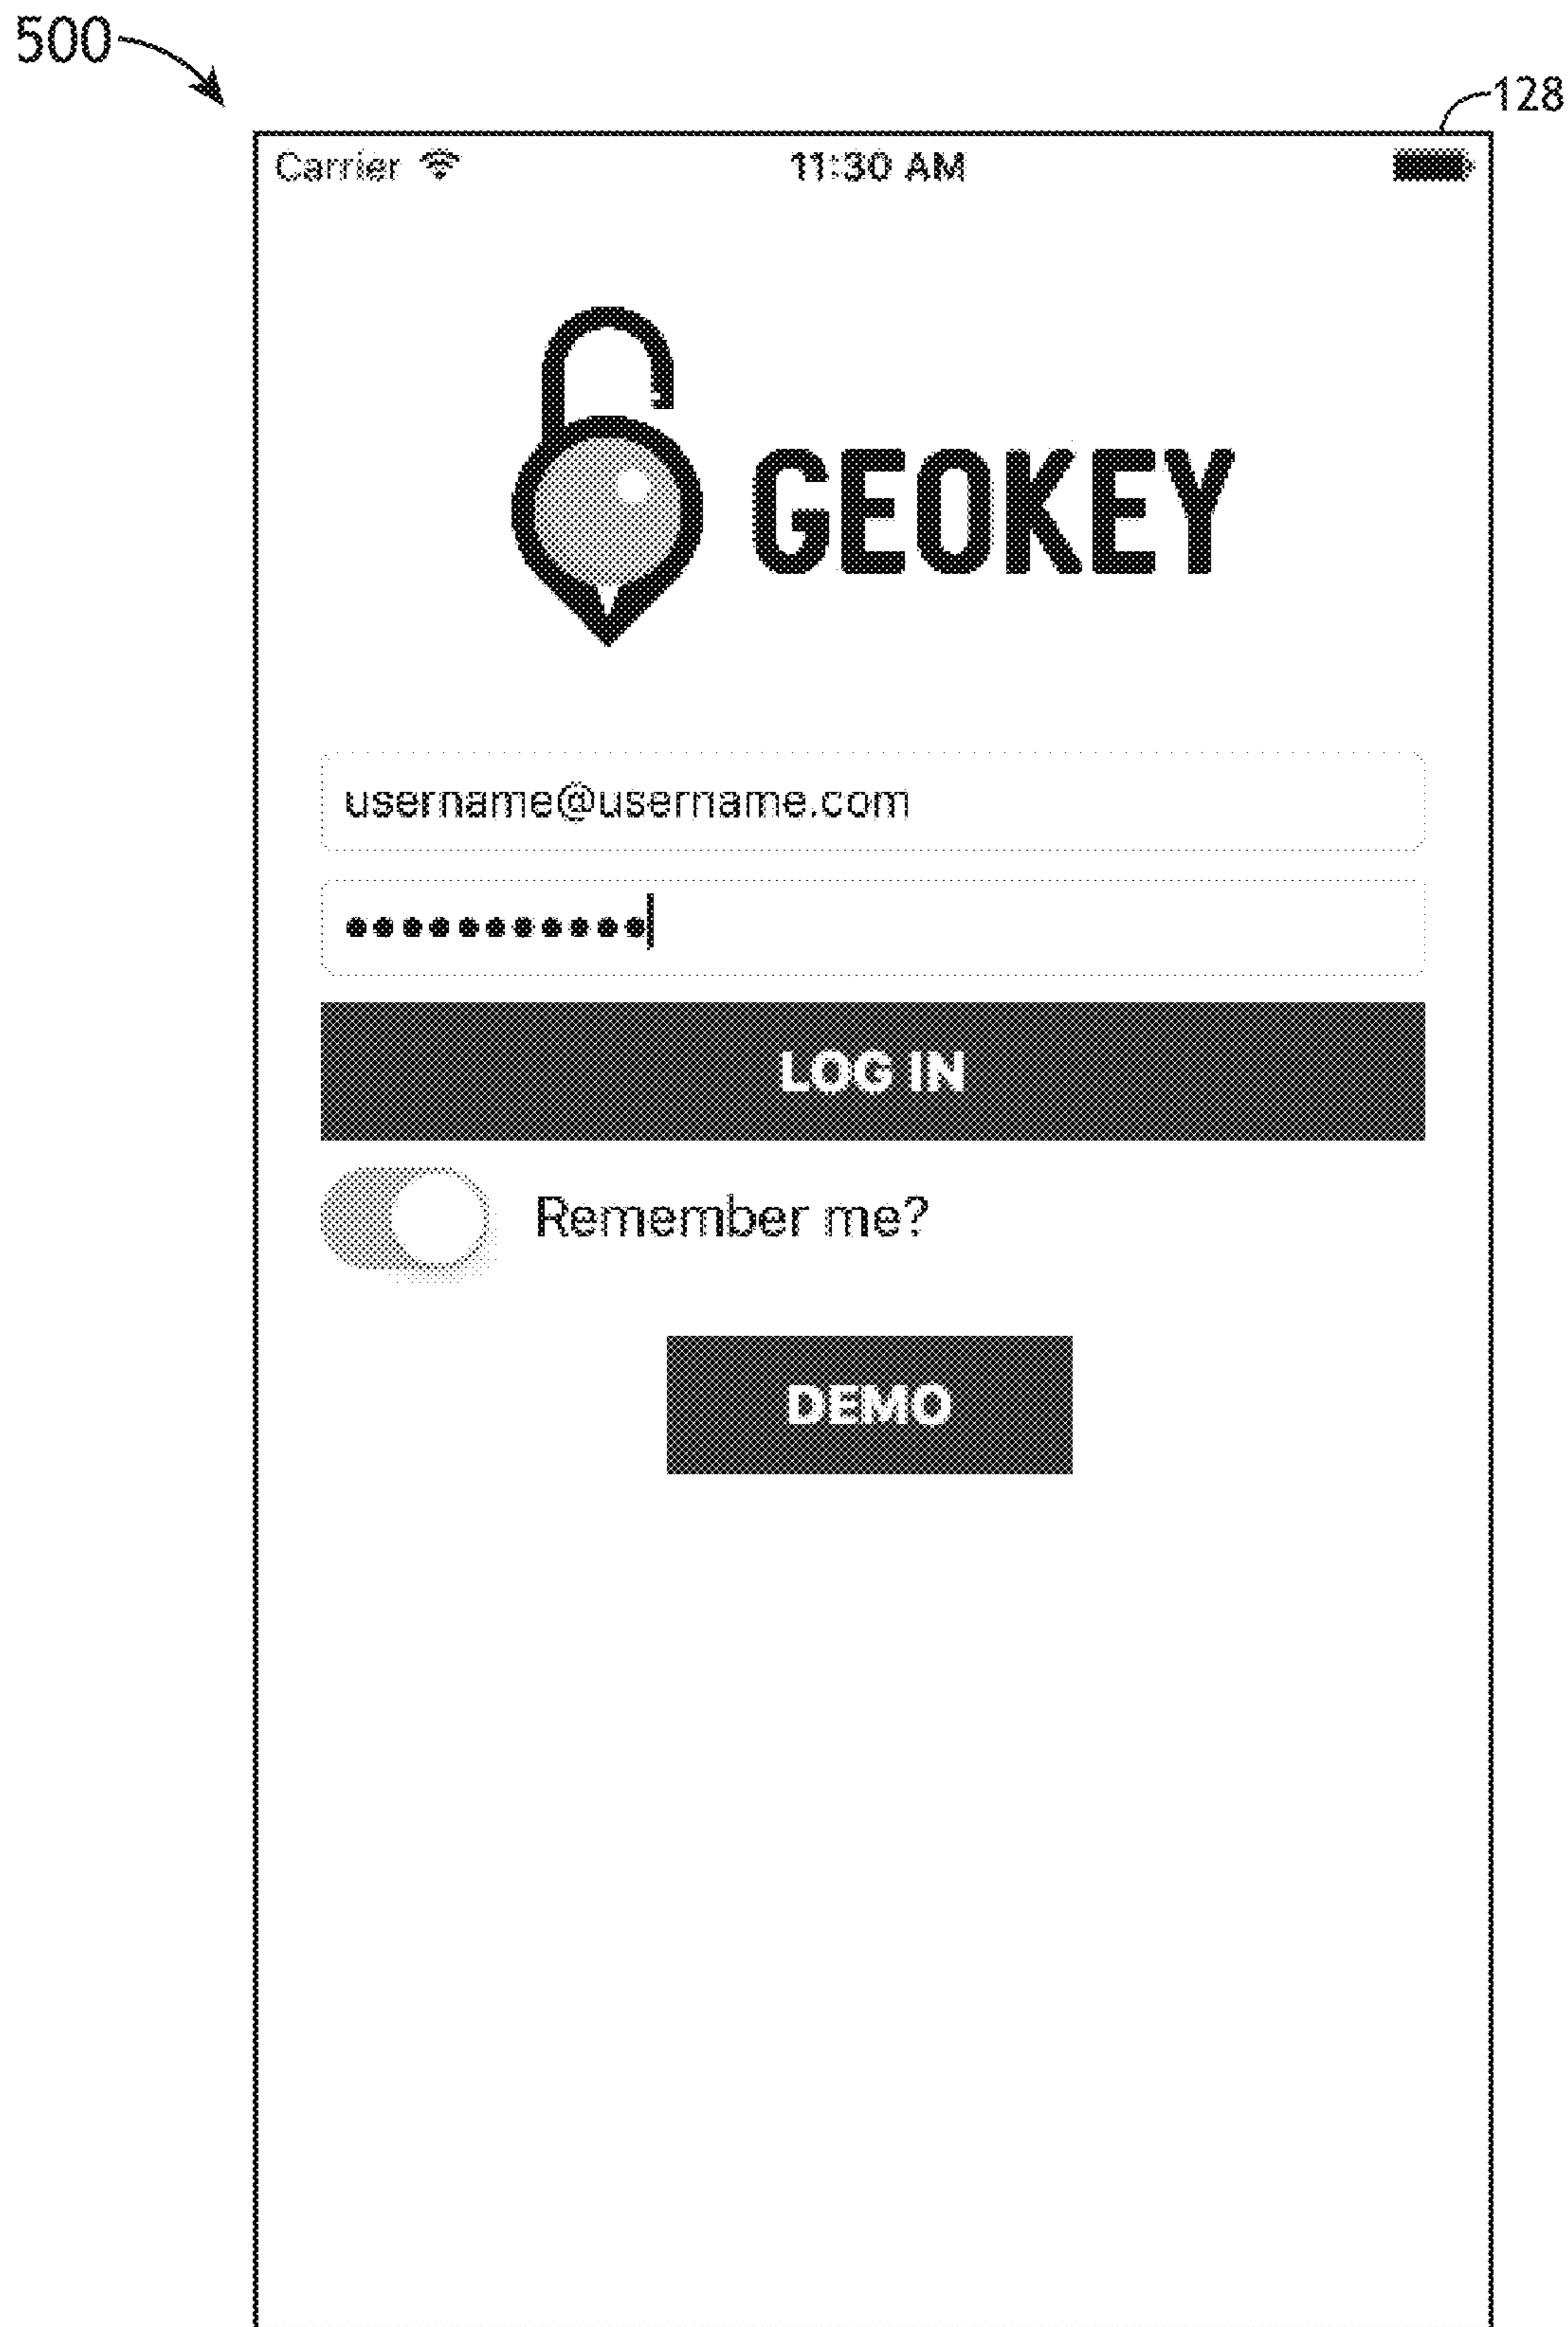 500
128
Carrier 11:30 AM
GEOKEY
username@username.com
●●●●●●●●●●●
LOG IN
Remember me?
DEMO